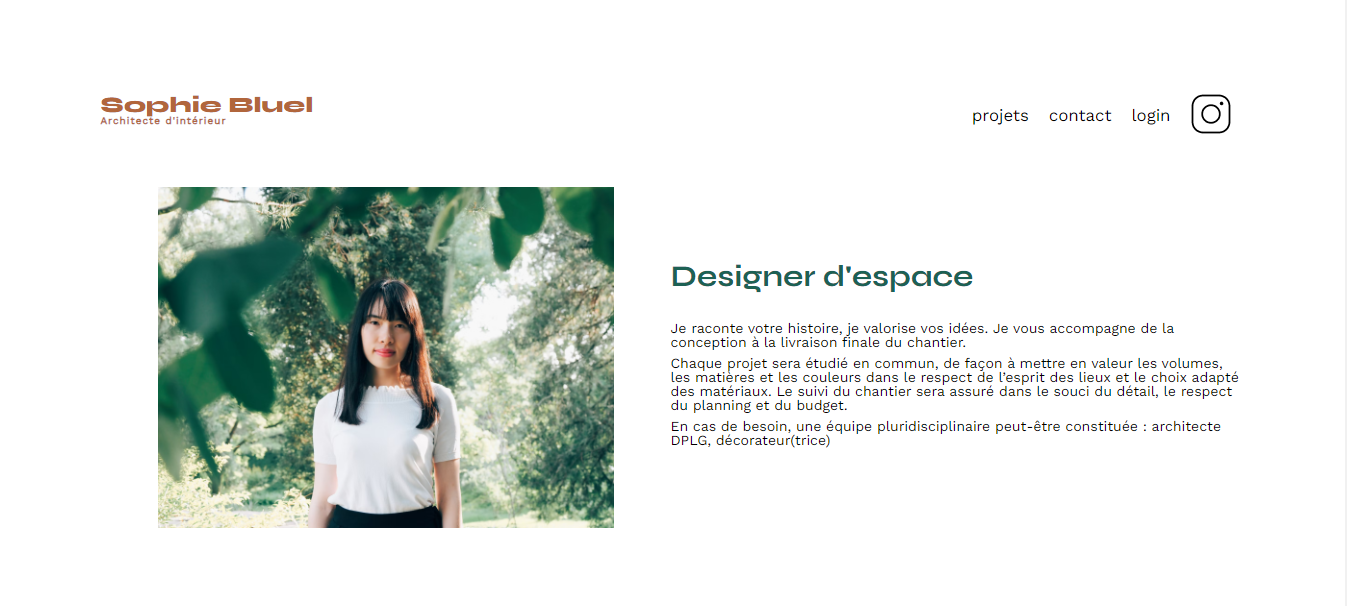 Sophie Bluel
Architecte d'intérieur
projets contact login
Designer d'espace
Je raconte votre histoire, je valorise vos idées. Je vous accompagne de la
conception à la livraison finale du chantier.
Chaque projet sera étudié en commun, de façon à mettre en valeur les volumes,
les matières et les couleurs dans le respect de l’esprit des lieux et le choix adapté
des matériaux. Le suivi du chantier sera assuré dans le souci du détail, le respect
du planning et du budget.
En cas de besoin, une équipe pluridisciplinaire peut-être constituée : architecte
DPLG, décorateur(trice)